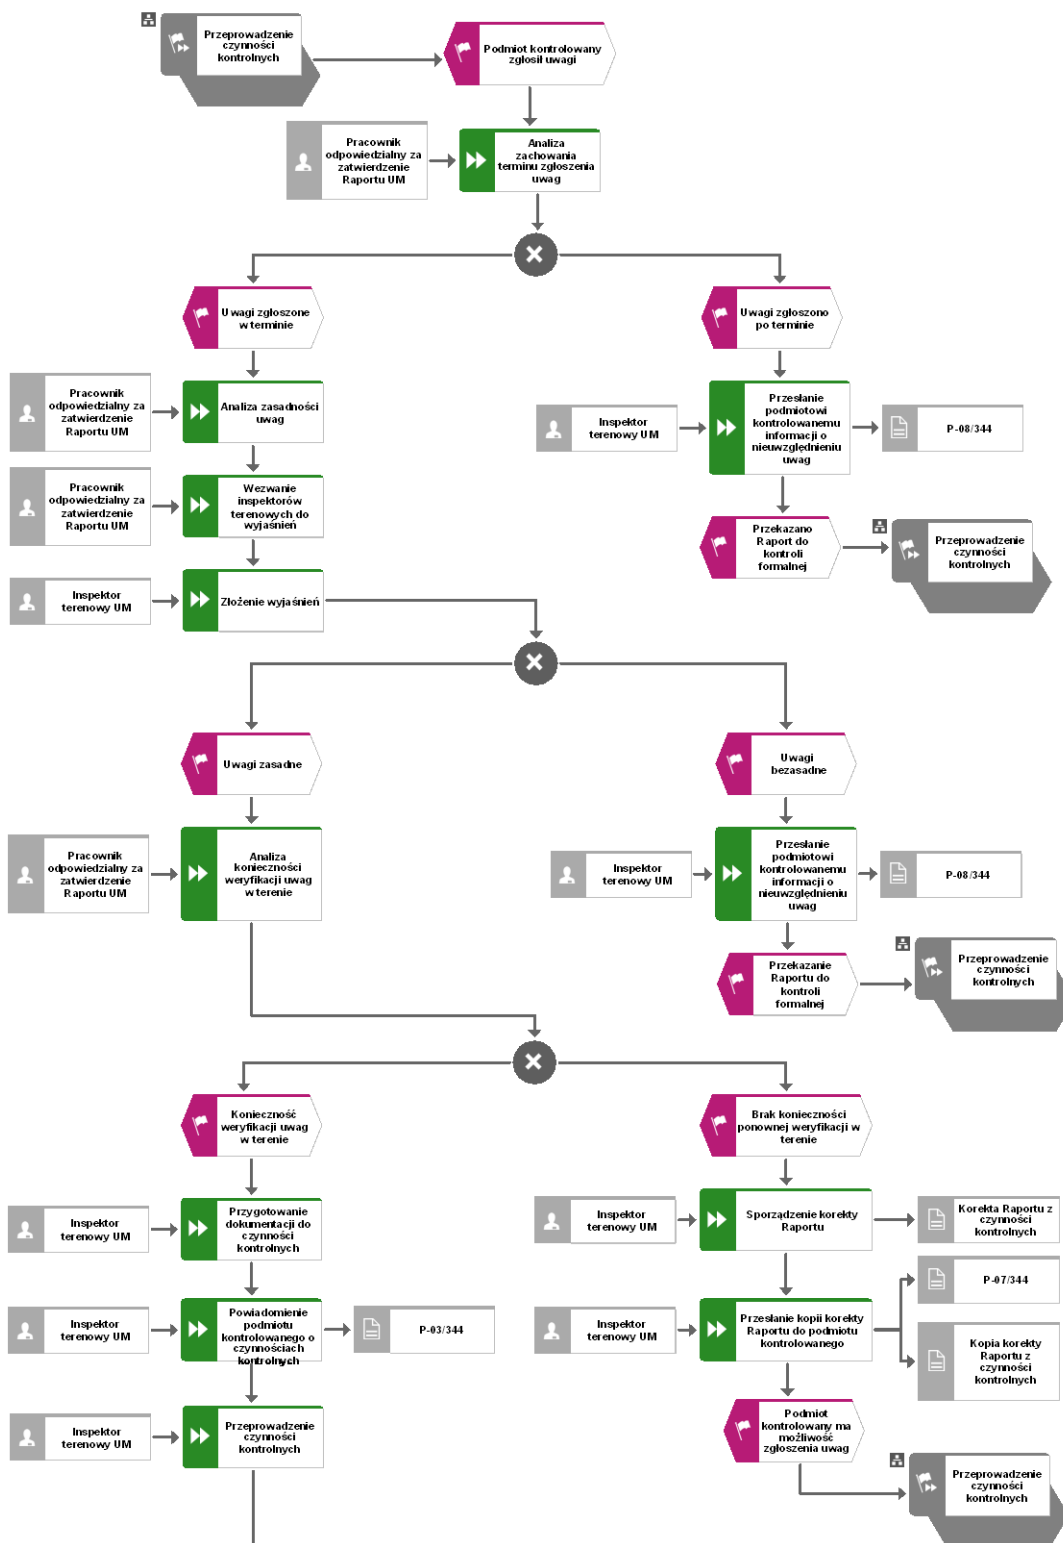 Przeprowadzenie
czynności
kontrolnych
Podmiot kontrolowany
zgłosił uwagi
Pracownik
odpowiedzialny za
zatwierdzenie
Raportu UM
Analiza
zachowania
terminu zgłoszenia
uwag
Uwagi zgłoszone
w terminie
Uwagi zgłoszono
po terminie
Pracownik
odpowiedzialny za
zatwierdzenie
Raportu UM
Analiza zasadności
uwag
Inspektor
terenowy UM
Przesłanie
podmiotowi
kontrolowanemu
informacji o
nieuwzględnieniu
uwag
P-08/344
Pracownik
odpowiedzialny za
zatwierdzenie
Raportu UM
Wezwanie
inspektorów
terenowych do
wyjaśnień
Przekazano
Raport do
kontroli
formalnej
Przeprowadzenie
czynności
kontrolnych
Inspektor
terenowy UM
Złożenie wyjaśnień
Uwagi zasadne
Uwagi
bezasadne
Pracownik
odpowiedzialny za
zatwierdzenie
Raportu UM
Analiza
konieczności
weryfikacji uwag
w terenie
Inspektor
terenowy UM
Przesłanie
podmiotowi
kontrolowanemu
informacji o
nieuwzględnieniu
uwag
P-08/344
Przekazanie
Raportu do
kontroli
formalnej
Przeprowadzenie
czynności
kontrolnych
Konieczność
weryfikacji uwag
w terenie
Brak konieczności
ponownej weryfikacji w
terenie
Inspektor
terenowy UM
Przygotowanie
dokumentacji do
czynności
kontrolnych
Inspektor
terenowy UM
Sporządzenie korekty
Raportu
Korekta Raportu z
czynności
kontrolnych
Inspektor
terenowy UM
Powiadomienie
podmiotu
kontrolowanego o
czynnościach
kontrolnych
P-03/344
Inspektor
terenowy UM
Przesłanie kopii korekty
Raportu do podmiotu
kontrolowanego
P-07/344
Kopia korekty
Raportu z
czynności
kontrolnych
Inspektor
terenowy UM
Przeprowadzenie
czynności
kontrolnych
Podmiot
kontrolowany ma
możliwość
zgłoszenia uwag
Przeprowadzenie
czynności
kontrolnych